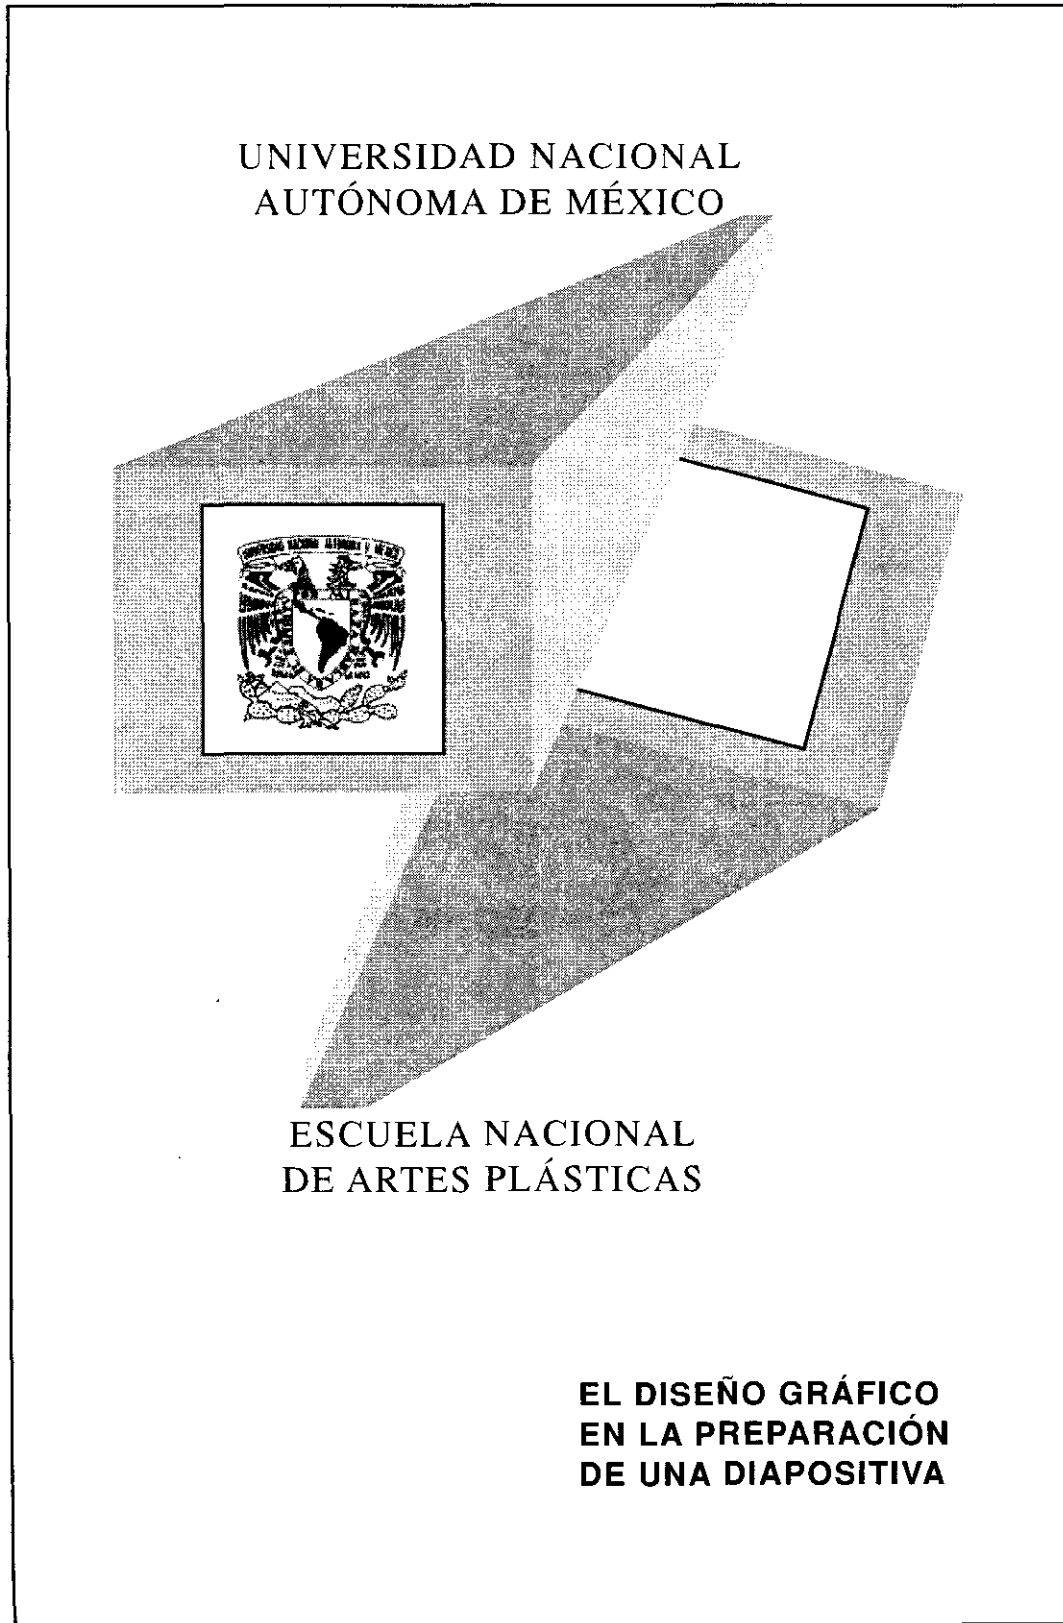 UNIVERSIDAD NACIONAL
AUTÓNOMA DE MÉXICO
ESCUELA NACIONAL
DE ARTES PLÁSTICAS
EL DISEÑO GRÁFICO
EN LA PREPARACIÓN
DE UNA DIAPOSITIVA